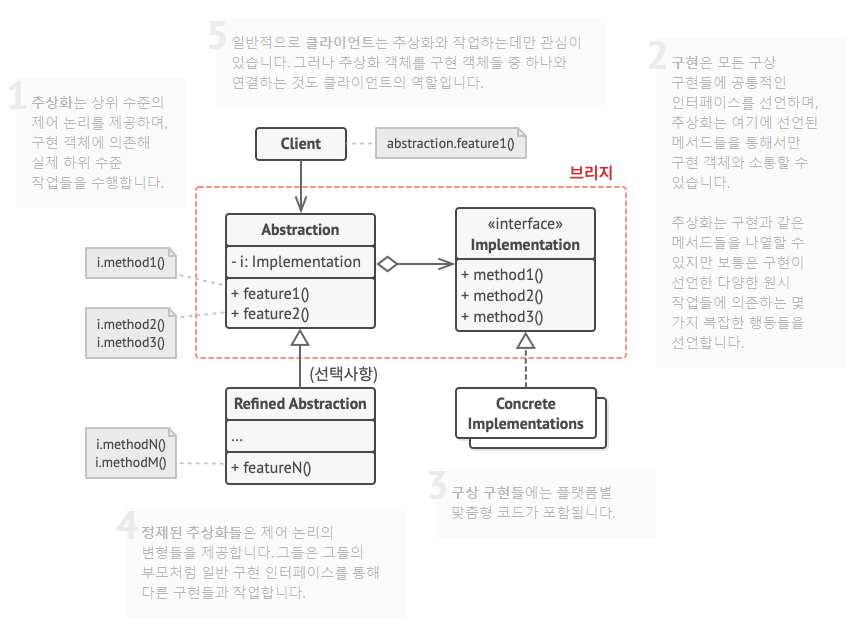 5
일반적으로 클라이언트는 추상화와 작업하는데만 관심이
있습니다. 그러나 추상화 객체를 구현 객체들 중 하나와
연결하는 것도 클라이언트의 역할입니다.
1
추상화는 상위 수준의
제어 논리를 제공하며,
구현 객체에 의존해
실제 하위 수준
작업들을 수행합니다.
2
구현은 모든 구상
구현들에 공통적인
인터페이스를 선언하며,
추상화는 여기에 선언된
메서드들을 통해서만
구현 객체와 소통할 수
있습니다.
추상화는 구현과 같은
메서드들을 나열할 수
있지만 보통은 구현이
선언한 다양한 원시
작업들에 의존하는 몇
가지 복잡한 행동들을
선언합니다.
Client
abstraction.feature1()
브리지
Abstraction
- i: Implementation
+ feature1()
+ feature2()
«interface»
Implementation
+ method1()
+ method2()
+ method3()
i.method1()
i.method2()
i.method3()
(선택사항)
Refined Abstraction
...
+ featureN()
Concrete
Implementations
i.methodN()
i.methodM()
3
구상 구현들에는 플랫폼별
맞춤형 코드가 포함됩니다.
4
정제된 추상화들은 제어 논리의
변형들을 제공합니다. 그들은 그들의
부모처럼 일반 구현 인터페이스를 통해
다른 구현들과 작업합니다.